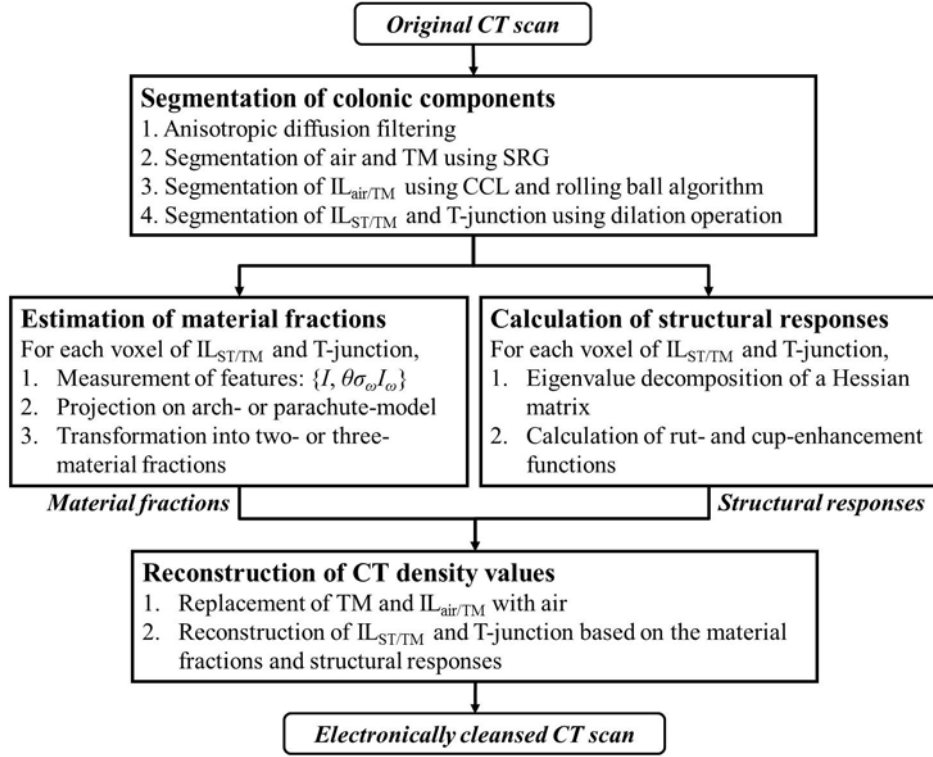 Original CT scan
Segmentation of colonic components
1. Anisotropic diffusion filtering
2. Segmentation of air and TM using SRG
3. Segmentation of IL_air/TM using CCL and rolling ball algorithm
4. Segmentation of IL_ST/TM and T-junction using dilation operation
Estimation of material fractions
For each voxel of IL_ST/TM and T-junction,
1. Measurement of features: {I, θσ_ωI_ω}
2. Projection on arch- or parachute-model
3. Transformation into two- or three-
material fractions
Calculation of structural responses
For each voxel of IL_ST/TM and T-junction,
1. Eigenvalue decomposition of a Hessian
matrix
2. Calculation of rut- and cup-enhancement
functions
Material fractions
Structural responses
Reconstruction of CT density values
1. Replacement of TM and IL_air/TM with air
2. Reconstruction of IL_ST/TM and T-junction based on the material
fractions and structural responses
Electronically cleansed CT scan